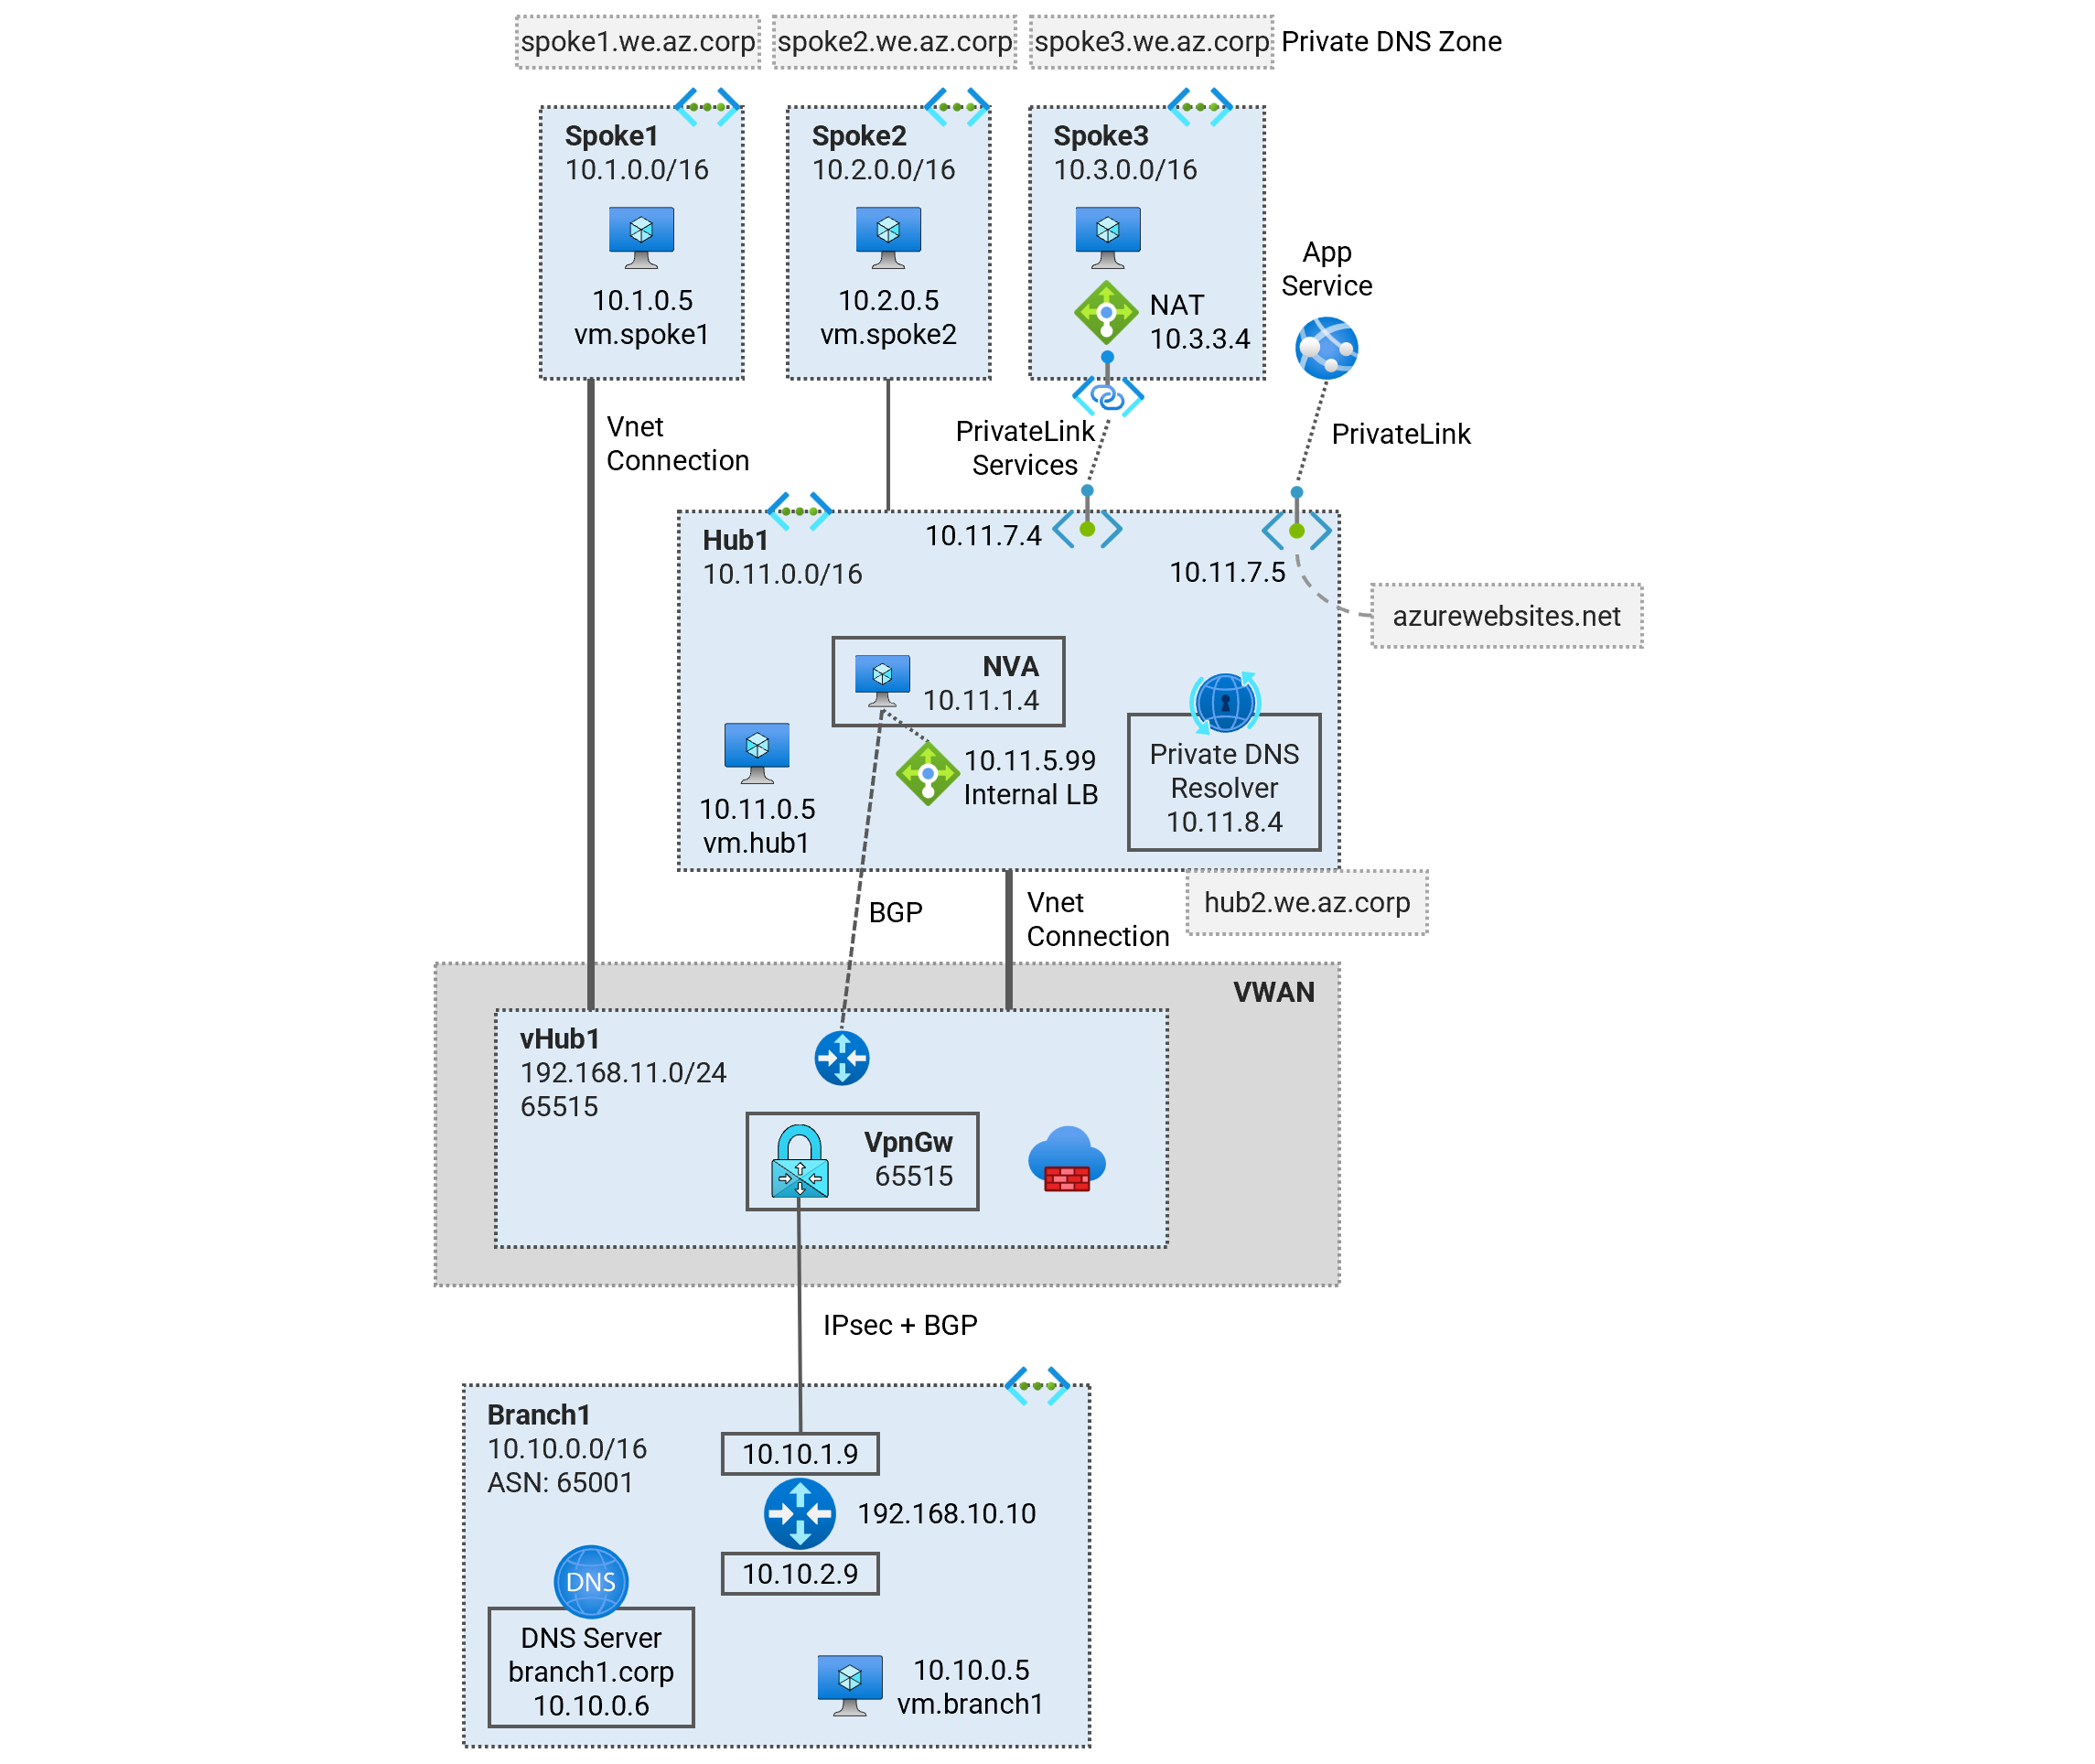 spoke1.we.az.corp
spoke2.we.az.corp
spoke3.we.az.corp
Private DNS Zone
Spoke1
10.1.0.0/16
10.1.0.5
vm.spoke1
Spoke2
10.2.0.0/16
10.2.0.5
vm.spoke2
Spoke3
10.3.0.0/16
NAT
10.3.3.4
App
Service
Vnet
Connection
PrivateLink
Services
PrivateLink
Hub1
10.11.0.0/16
10.11.7.4
10.11.7.5
azurewebsites.net
NVA
10.11.1.4
10.11.5.99
Internal LB
10.11.0.5
vm.hub1
Private DNS
Resolver
10.11.8.4
BGP
Vnet
Connection
hub2.we.az.corp
VWAN
vHub1
192.168.11.0/24
65515
VpnGw
65515
IPsec + BGP
Branch1
10.10.0.0/16
ASN: 65001
10.10.1.9
192.168.10.10
10.10.2.9
DNS
DNS Server
branch1.corp
10.10.0.6
10.10.0.5
vm.branch1